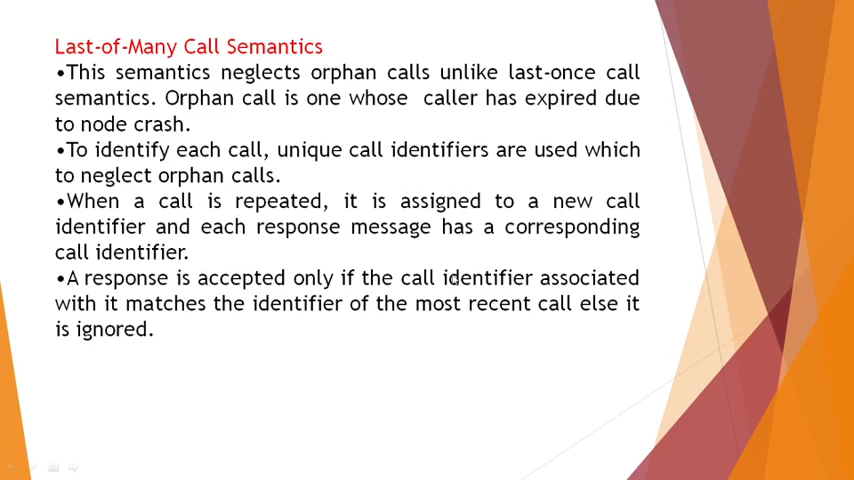 Last-of-Many Call Semantics
•This semantics neglects orphan calls unlike last-once call
semantics. Orphan call is one whose caller has expired due
to node crash.
•To identify each call, unique call identifiers are used which
to neglect orphan calls.
•When a call is repeated, it is assigned to a new call
identifier and each response message has a corresponding
call identifier.
•A response is accepted only if the call identifier associated
with it matches the identifier of the most recent call else it
is ignored.